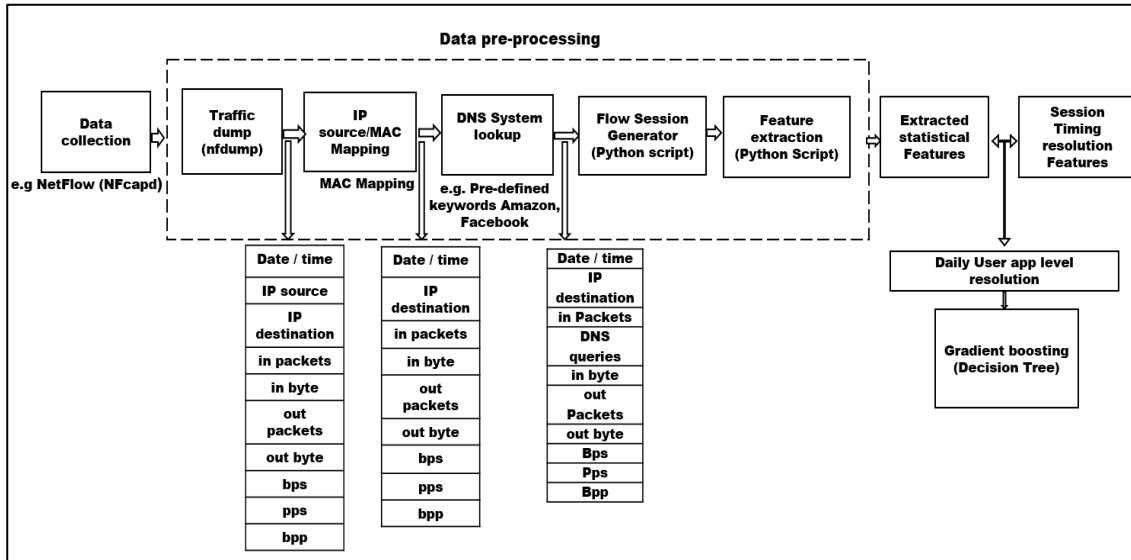 Data pre-processing
Data
collection
e.g NetFlow (NFcapd)
Traffic
dump
(nfdump)
IP
source/MAC
Mapping
MAC Mapping
DNS System
lookup
e.g. Pre-defined
keywords Amazon,
Facebook
Flow Session
Generator
(Python script)
Feature
extraction
(Python Script)
Extracted
statistical
Features
Session
Timing
resolution
Features
Date / time
IP source
IP
destination
in packets
in byte
out
packets
out byte
bps
pps
bpp
Date / time
IP
destination
in packets
in byte
out
packets
out byte
bps
pps
bpp
Date / time
IP
destination
in Packets
DNS
queries
in byte
out
Packets
out byte
Bps
Pps
Bpp
Daily User app level
resolution
Gradient boosting
(Decision Tree)